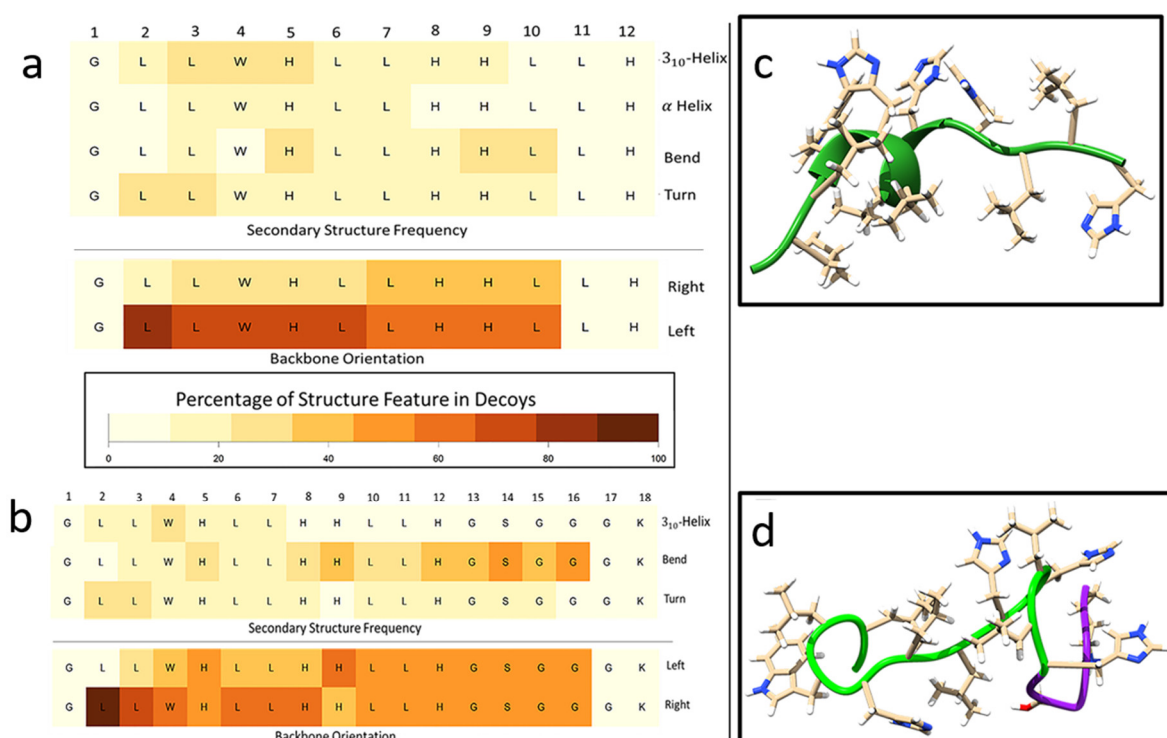 a
1 2 3 4 5 6 7 8 9 10 11 12
G L L W H L L H H L L H 3₁₀-Helix
G L L W H L L H H L L H α Helix
G L L W H L L H H L L H Bend
G L L W H L L H H L L H Turn
Secondary Structure Frequency
G L L W H L L H H L L H Right
G L L W H L L H H L L H Left
Backbone Orientation
Percentage of Structure Feature in Decoys
0 20 40 60 80 100
b
1 2 3 4 5 6 7 8 9 10 11 12 13 14 15 16 17 18
G L L W H L L H H L L H G S G G G K 3₁₀-Helix
G L L W H L L H H L L H G S G G G K Bend
G L L W H L L H H L L H G S G G G K Turn
Secondary Structure Frequency
G L L W H L L H H L L H G S G G G K Left
G L L W H L L H H L L H G S G G G K Right
Backbone Orientation
c
d